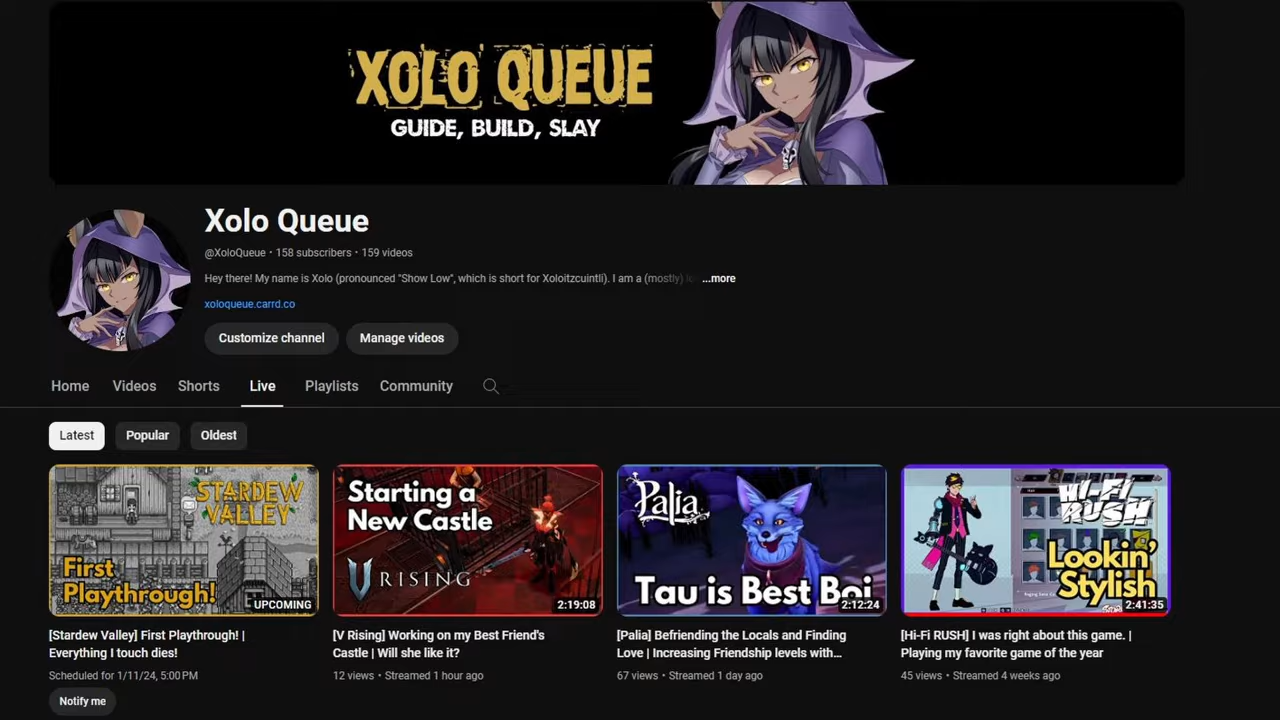 XOLO QUEUE
GUIDE, BUILD, SLAY
Xolo Queue
@XoloQueue • 158 subscribers • 159 videos
Hey there! My name is Xolo (pronounced "Show Low", which is short for Xoloitzcuintli). I am a (mostly) ...more
xoloqueue.carrd.co
Customize channel Manage videos
Home Videos Shorts Live Playlists Community
Latest Popular Oldest
STARDEW
VALLEY
First
Playthrough!
UPCOMING
Starting a
New Castle
V RISING
2:19:08
Palia
Tau is Best Boi
2:12:24
HI-FI
RUSH
Lookin'
Stylish
2:41:35
[Stardew Valley] First Playthrough! |
Everything I touch dies!
Scheduled for 1/11/24, 5:00 PM
Notify me
[V Rising] Working on my Best Friend's
Castle | Will she like it?
12 views • Streamed 1 hour ago
[Palia] Befriending the Locals and Finding
Love | Increasing Friendship levels with...
67 views • Streamed 1 day ago
[Hi-Fi RUSH] I was right about this game. |
Playing my favorite game of the year
45 views • Streamed 4 weeks ago